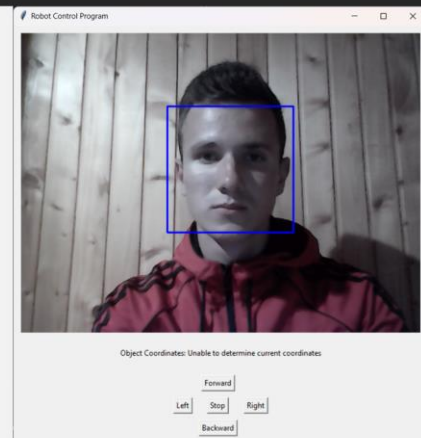 Robot Control Program
Object Coordinates: Unable to determine current coordinates
Forward
Left Stop Right
Backward